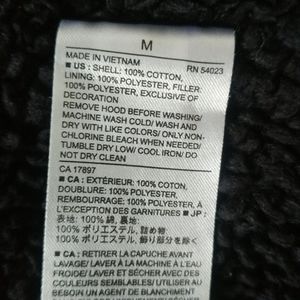 M
MADE IN VIETNAM RN 54023
■ US : SHELL: 100% COTTON,
LINING: 100% POLYESTER, FILLER:
100% POLYESTER, EXCLUSIVE OF
DECORATION
REMOVE HOOD BEFORE WASHING/
MACHINE WASH COLD/ WASH AND
DRY WITH LIKE COLORS/ ONLY NON-
CHLORINE BLEACH WHEN NEEDED/
TUMBLE DRY LOW/ COOL IRON/ DO
NOT DRY CLEAN
CA 17897
■ CA : EXTÉRIEUR: 100% COTON,
DOUBLURE: 100% POLYESTER,
REMBOURRAGE: 100% POLYESTER, À
L'EXCEPTION DES GARNITURES ■ JP :
表地: 100% 綿, 裏地:
100% ポリエステル, 詰め物:
100% ポリエステル, 飾り部分を除く
■ CA : RETIRER LA CAPUCHE AVANT
LAVAGE/ LAVER À LA MACHINE À L'EAU
FROIDE/ LAVER ET SÉCHER AVEC DES
COULEURS SEMBLABLES/ UTILISER AU
BESOIN UN AGENT DE BLANCHIMENT